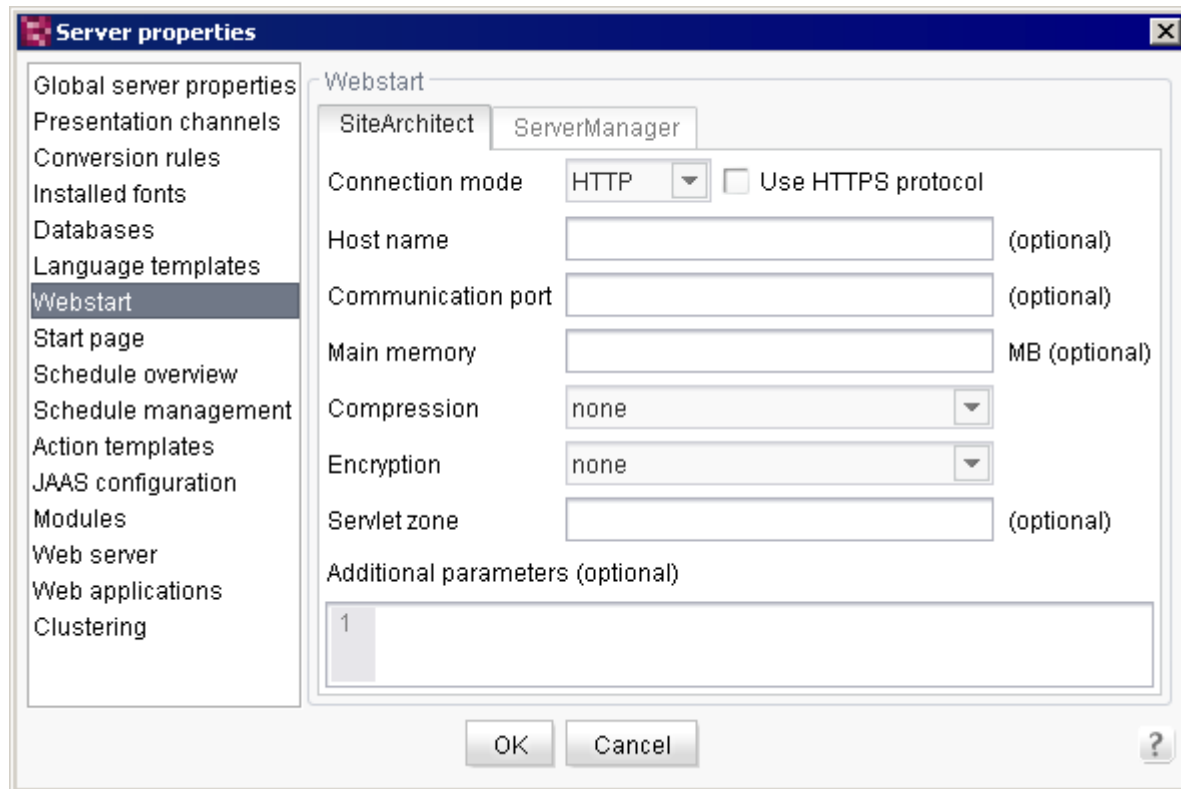 Server properties
Global server properties
Presentation channels
Conversion rules
Installed fonts
Databases
Language templates
Webstart
Start page
Schedule overview
Schedule management
Action templates
JAAS configuration
Modules
Web server
Web applications
Clustering
Webstart
SiteArchitect ServerManager
Connection mode HTTP Use HTTPS protocol
Host name (optional)
Communication port (optional)
Main memory MB (optional)
Compression none
Encryption none
Servlet zone (optional)
Additional parameters (optional)
1
OK Cancel ?